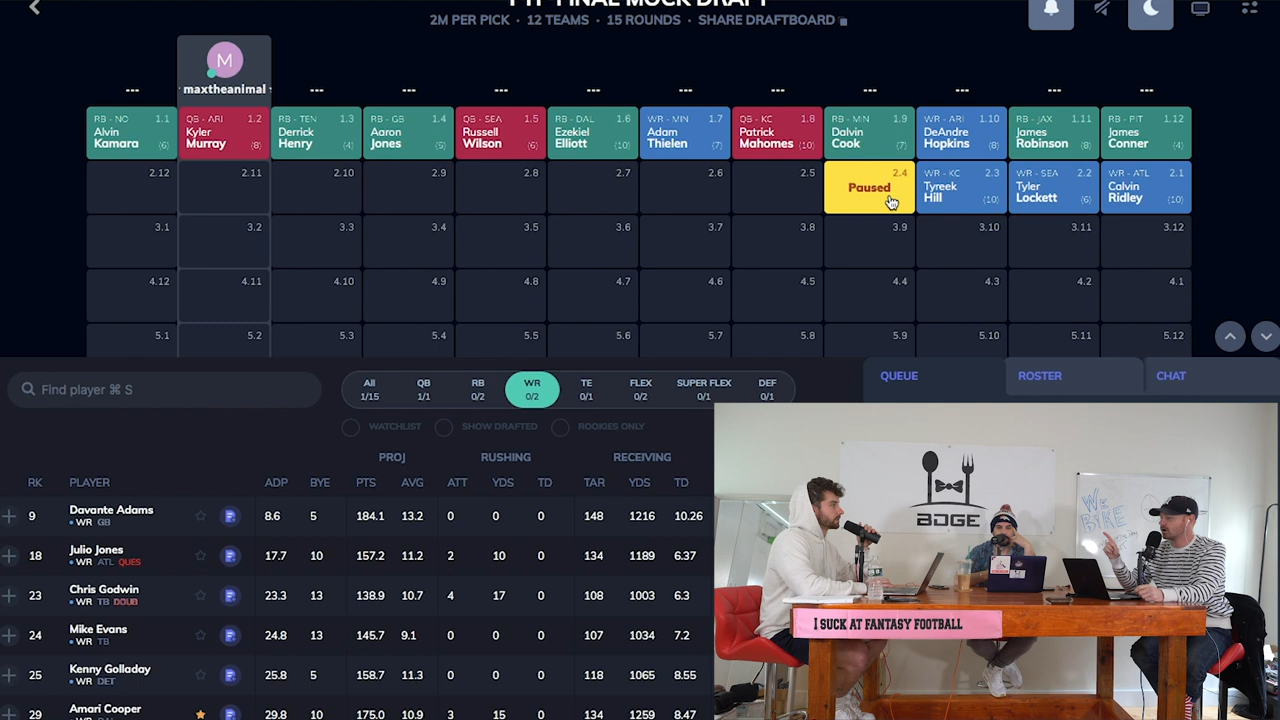 2M PER PICK · 12 TEAMS · 15 ROUNDS · SHARE DRAFTBOARD
M
maxtheanimal
--- --- --- --- --- --- --- --- --- --- ---
RB - NO 1.1 QB - ARI 1.2 RB - TEN 1.3 RB - GB 1.4 QB - SEA 1.5 RB - DAL 1.6 WR - MIN 1.7 QB - KC 1.8 RB - MIN 1.9 WR - ARI 1.10 RB - JAX 1.11 RB - PIT 1.12
Alvin Kyler Derrick Aaron Russell Ezekiel Adam Patrick Dalvin DeAndre James James
Kamara (6) Murray (8) Henry (4) Jones (5) Wilson (6) Elliott (10) Thielen (7) Mahomes (10) Cook (7) Hopkins (8) Robinson (8) Conner (4)
2.12 2.11 2.10 2.9 2.8 2.7 2.6 2.5 2.4 WR - KC 2.3 WR - SEA 2.2 WR - ATL 2.1
Paused Tyreek Tyler Calvin
Hill (10) Lockett (6) Ridley (10)
3.1 3.2 3.3 3.4 3.5 3.6 3.7 3.8 3.9 3.10 3.11 3.12
4.12 4.11 4.10 4.9 4.8 4.7 4.6 4.5 4.4 4.3 4.2 4.1
5.1 5.2 5.3 5.4 5.5 5.6 5.7 5.8 5.9 5.10 5.11 5.12
Find player ⌘ S
All QB RB WR TE FLEX SUPER FLEX DEF
1/15 1/1 0/2 0/2 0/1 0/2 0/1 0/1
QUEUE ROSTER CHAT
WATCHLIST SHOW DRAFTED ROOKIES ONLY
PROJ RUSHING RECEIVING
RK PLAYER ADP BYE PTS AVG ATT YDS TD TAR YDS TD
9 Davante Adams 8.6 5 184.1 13.2 0 0 0 148 1216 10.26
WR GB
18 Julio Jones 17.7 10 157.2 11.2 2 10 0 134 1189 6.37
WR ATL QUES
23 Chris Godwin 23.3 13 138.9 10.7 4 17 0 108 1003 6.3
WR TB DOUB
24 Mike Evans 24.8 13 145.7 9.1 0 0 0 107 1034 7.2
WR TB
25 Kenny Golladay 25.8 5 158.7 11.3 0 0 0 118 1065 8.55
WR DET
29 Amari Cooper 29.8 10 175.0 10.9 3 15 0 134 1259 8.47
BDGE
WE
BIKE
I SUCK AT FANTASY FOOTBALL